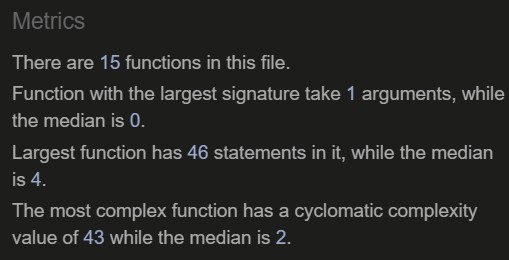 Metrics
There are 15 functions in this file.
Function with the largest signature take 1 arguments, while
the median is 0.
Largest function has 46 statements in it, while the median
is 4.
The most complex function has a cyclomatic complexity
value of 43 while the median is 2.